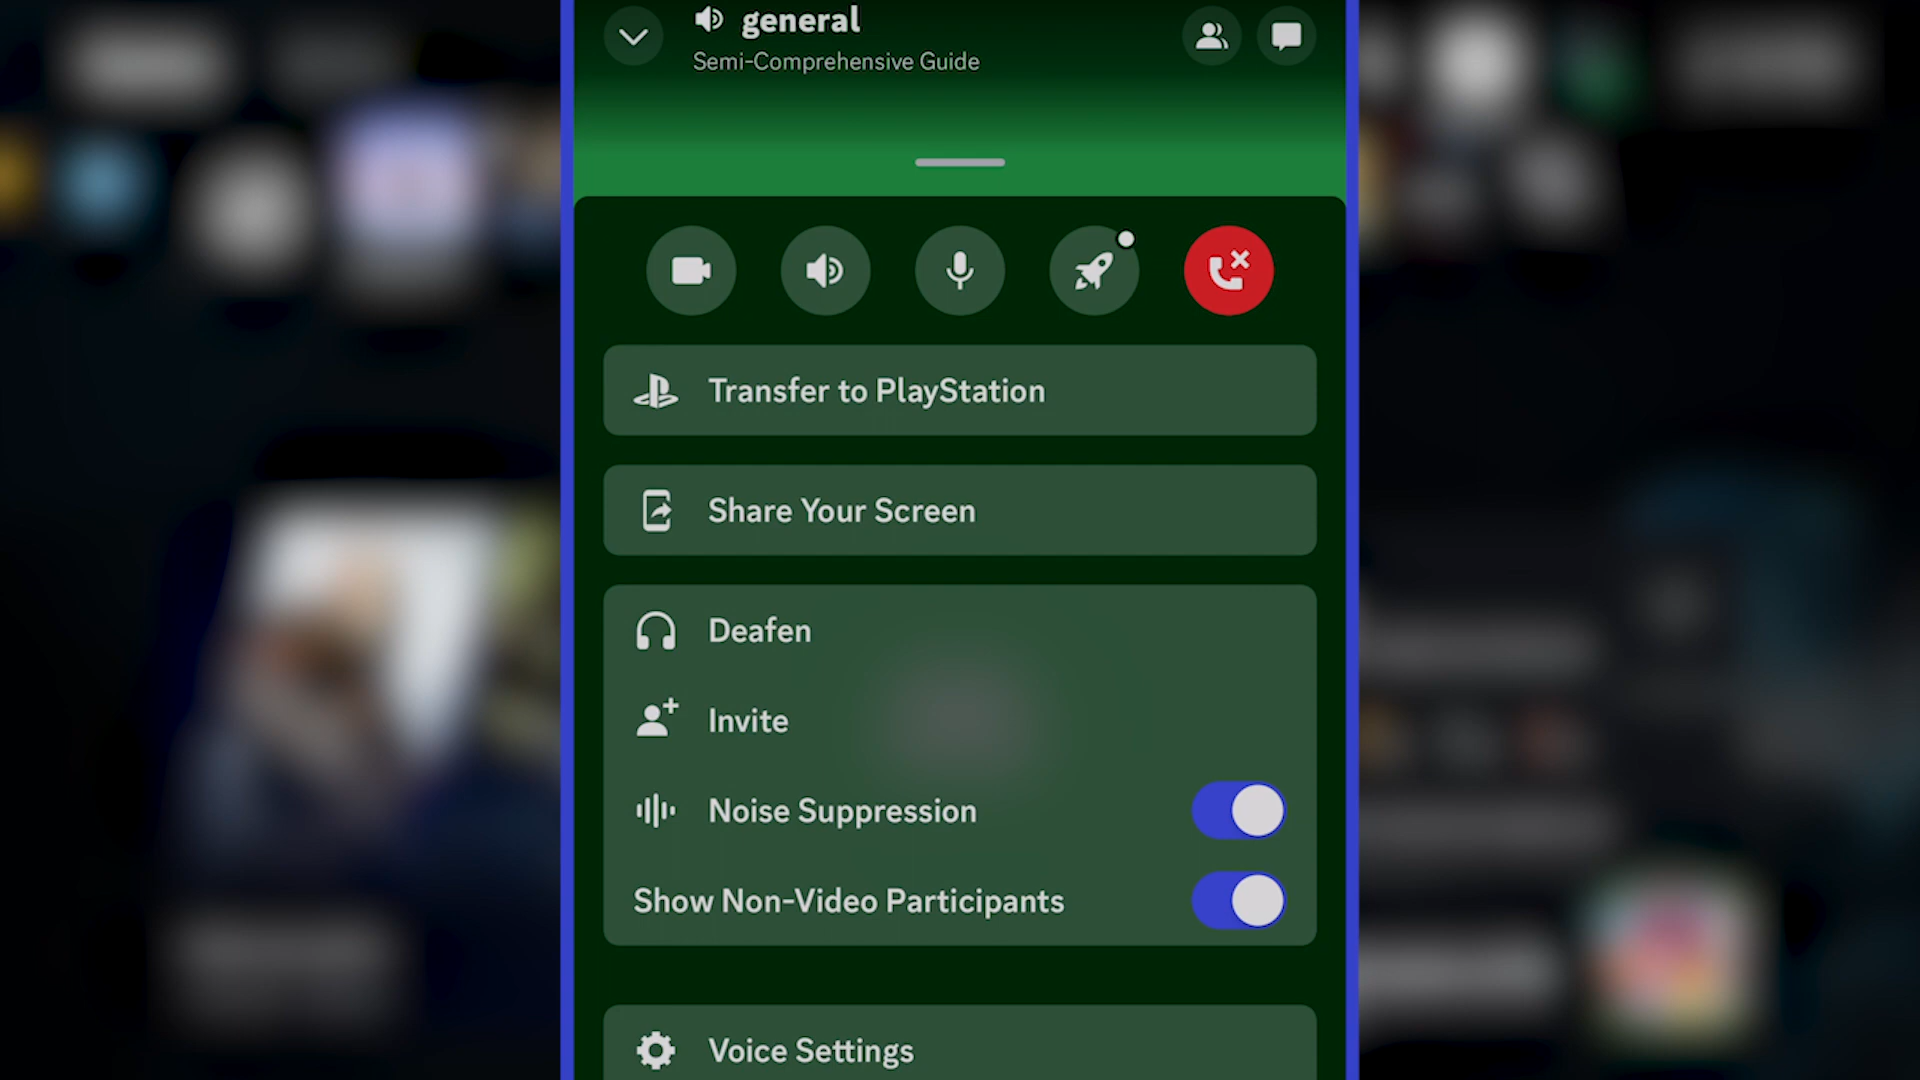 general
Semi-Comprehensive Guide
Transfer to PlayStation
Share Your Screen
Deafen
Invite
Noise Suppression
Show Non-Video Participants
Voice Settings